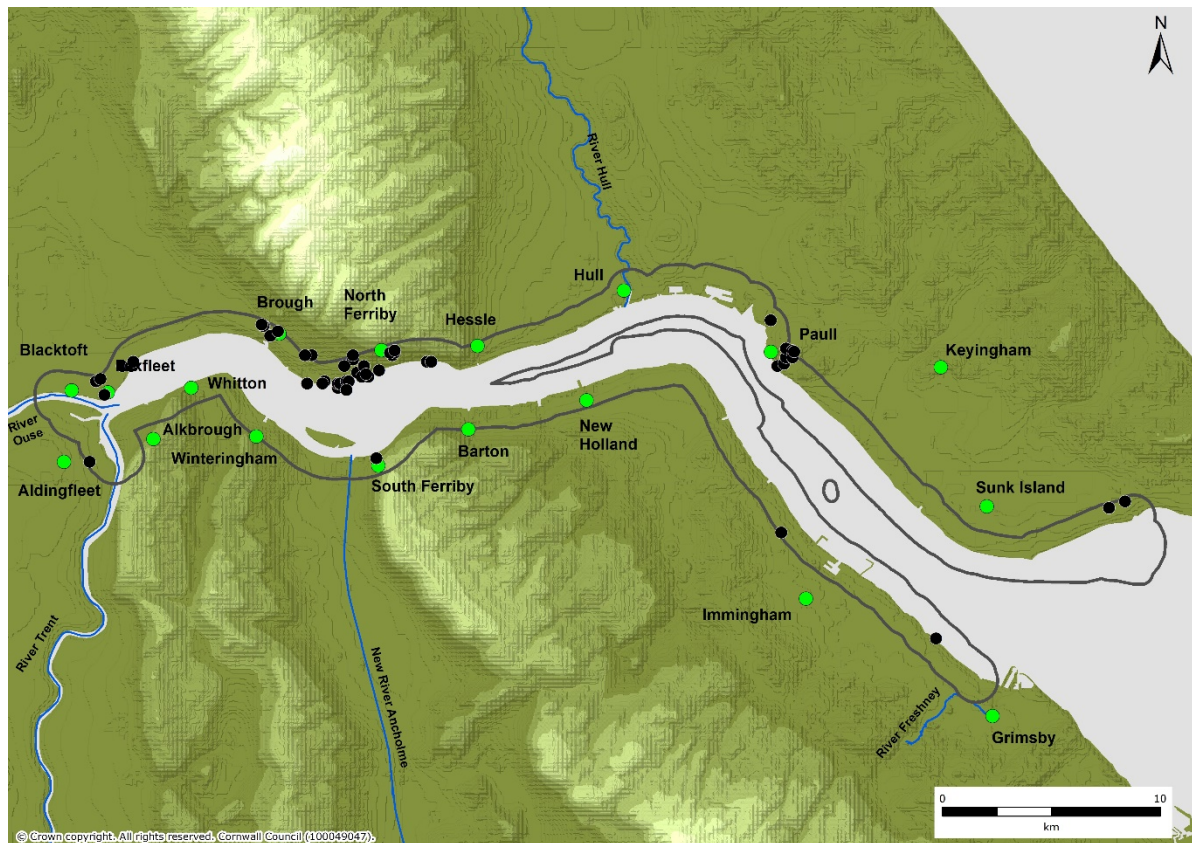 N
River Hull
Hull
Brough
North
Ferriby
Hessle
Paull
Blacktoft
Keyingham
Whitton
River
Ouse
Alkbrough
New
Holland
Winteringham
Barton
Aldingfleet
South Ferriby
Sunk Island
Immingham
River Trent
New River Ancholme
River Freshney
Grimsby
0 10
km
© Crown copyright. All rights reserved. Cornwall Council (100049047).